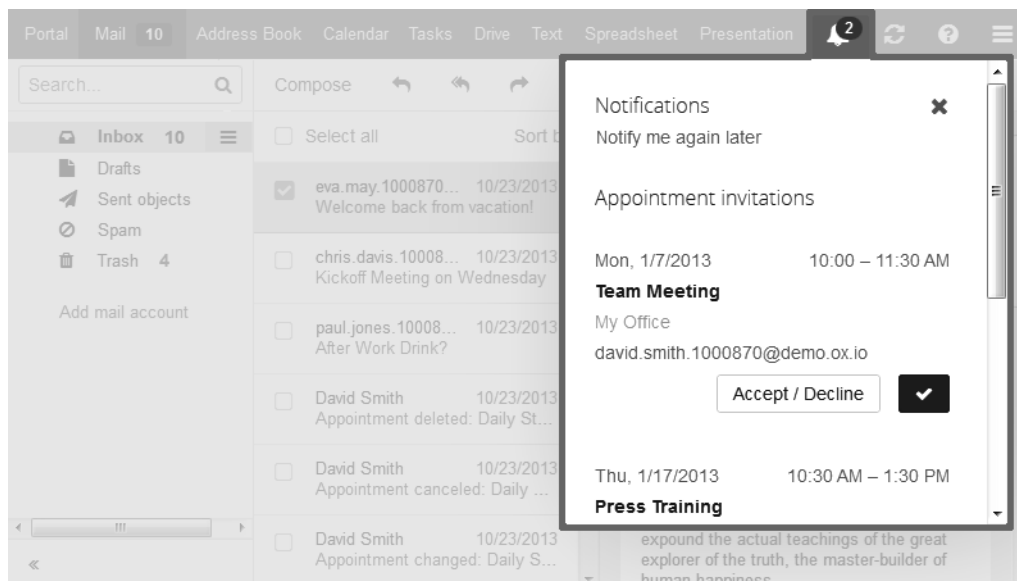 Portal Mail 10 Address Book Calendar Tasks Drive Text Spreadsheet Presentation 2
Search...
Inbox 10
Drafts
Sent objects
Spam
Trash 4
Add mail account
Compose
Select all Sort b
eva.may.1000870... 10/23/2013
Welcome back from vacation!
chris.davis.10008... 10/23/2013
Kickoff Meeting on Wednesday
paul.jones.10008... 10/23/2013
After Work Drink?
David Smith 10/23/2013
Appointment deleted: Daily St...
David Smith 10/23/2013
Appointment canceled: Daily ...
David Smith 10/23/2013
Appointment changed: Daily S...
Notifications
Notify me again later
Appointment invitations
Mon, 1/7/2013 10:00 – 11:30 AM
Team Meeting
My Office
david.smith.1000870@demo.ox.io
Accept / Decline
Thu, 1/17/2013 10:30 AM – 1:30 PM
Press Training
expound the actual teachings of the great
explorer of the truth, the master-builder of
human happiness